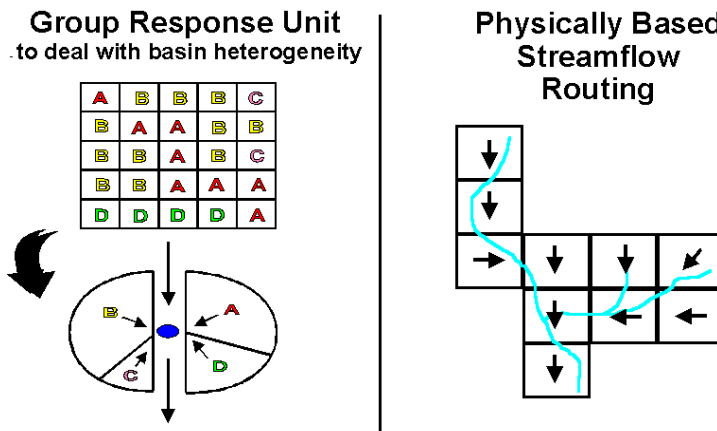 Group Response Unit
to deal with basin heterogeneity
A B B B C
B A A B B
B B A B C
B B A A A
D D D D A
B
A
C
D
Physically Based
Streamflow
Routing